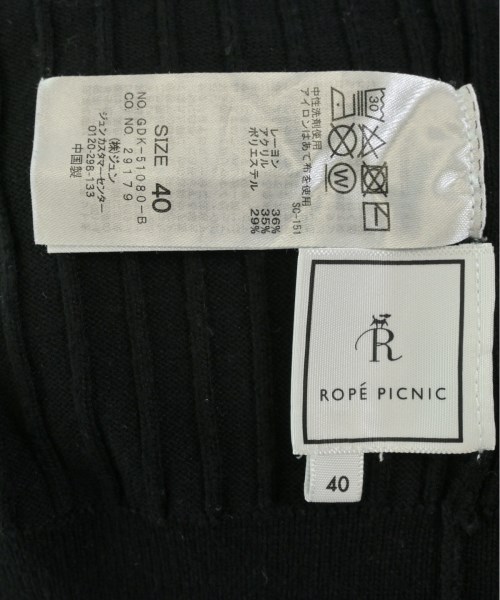 30
W
中性洗剤使用
アイロンはあて布を使用
SC-151
レーヨン 36%
アクリル 35%
ポリエステル 29%
SIZE 40
NO. GDK-51080-B
CO.NO. 29179
(株)ジュン
ジュンカスタマーセンター
0120-298-133
中国製
R
ROPÉ PICNIC
40